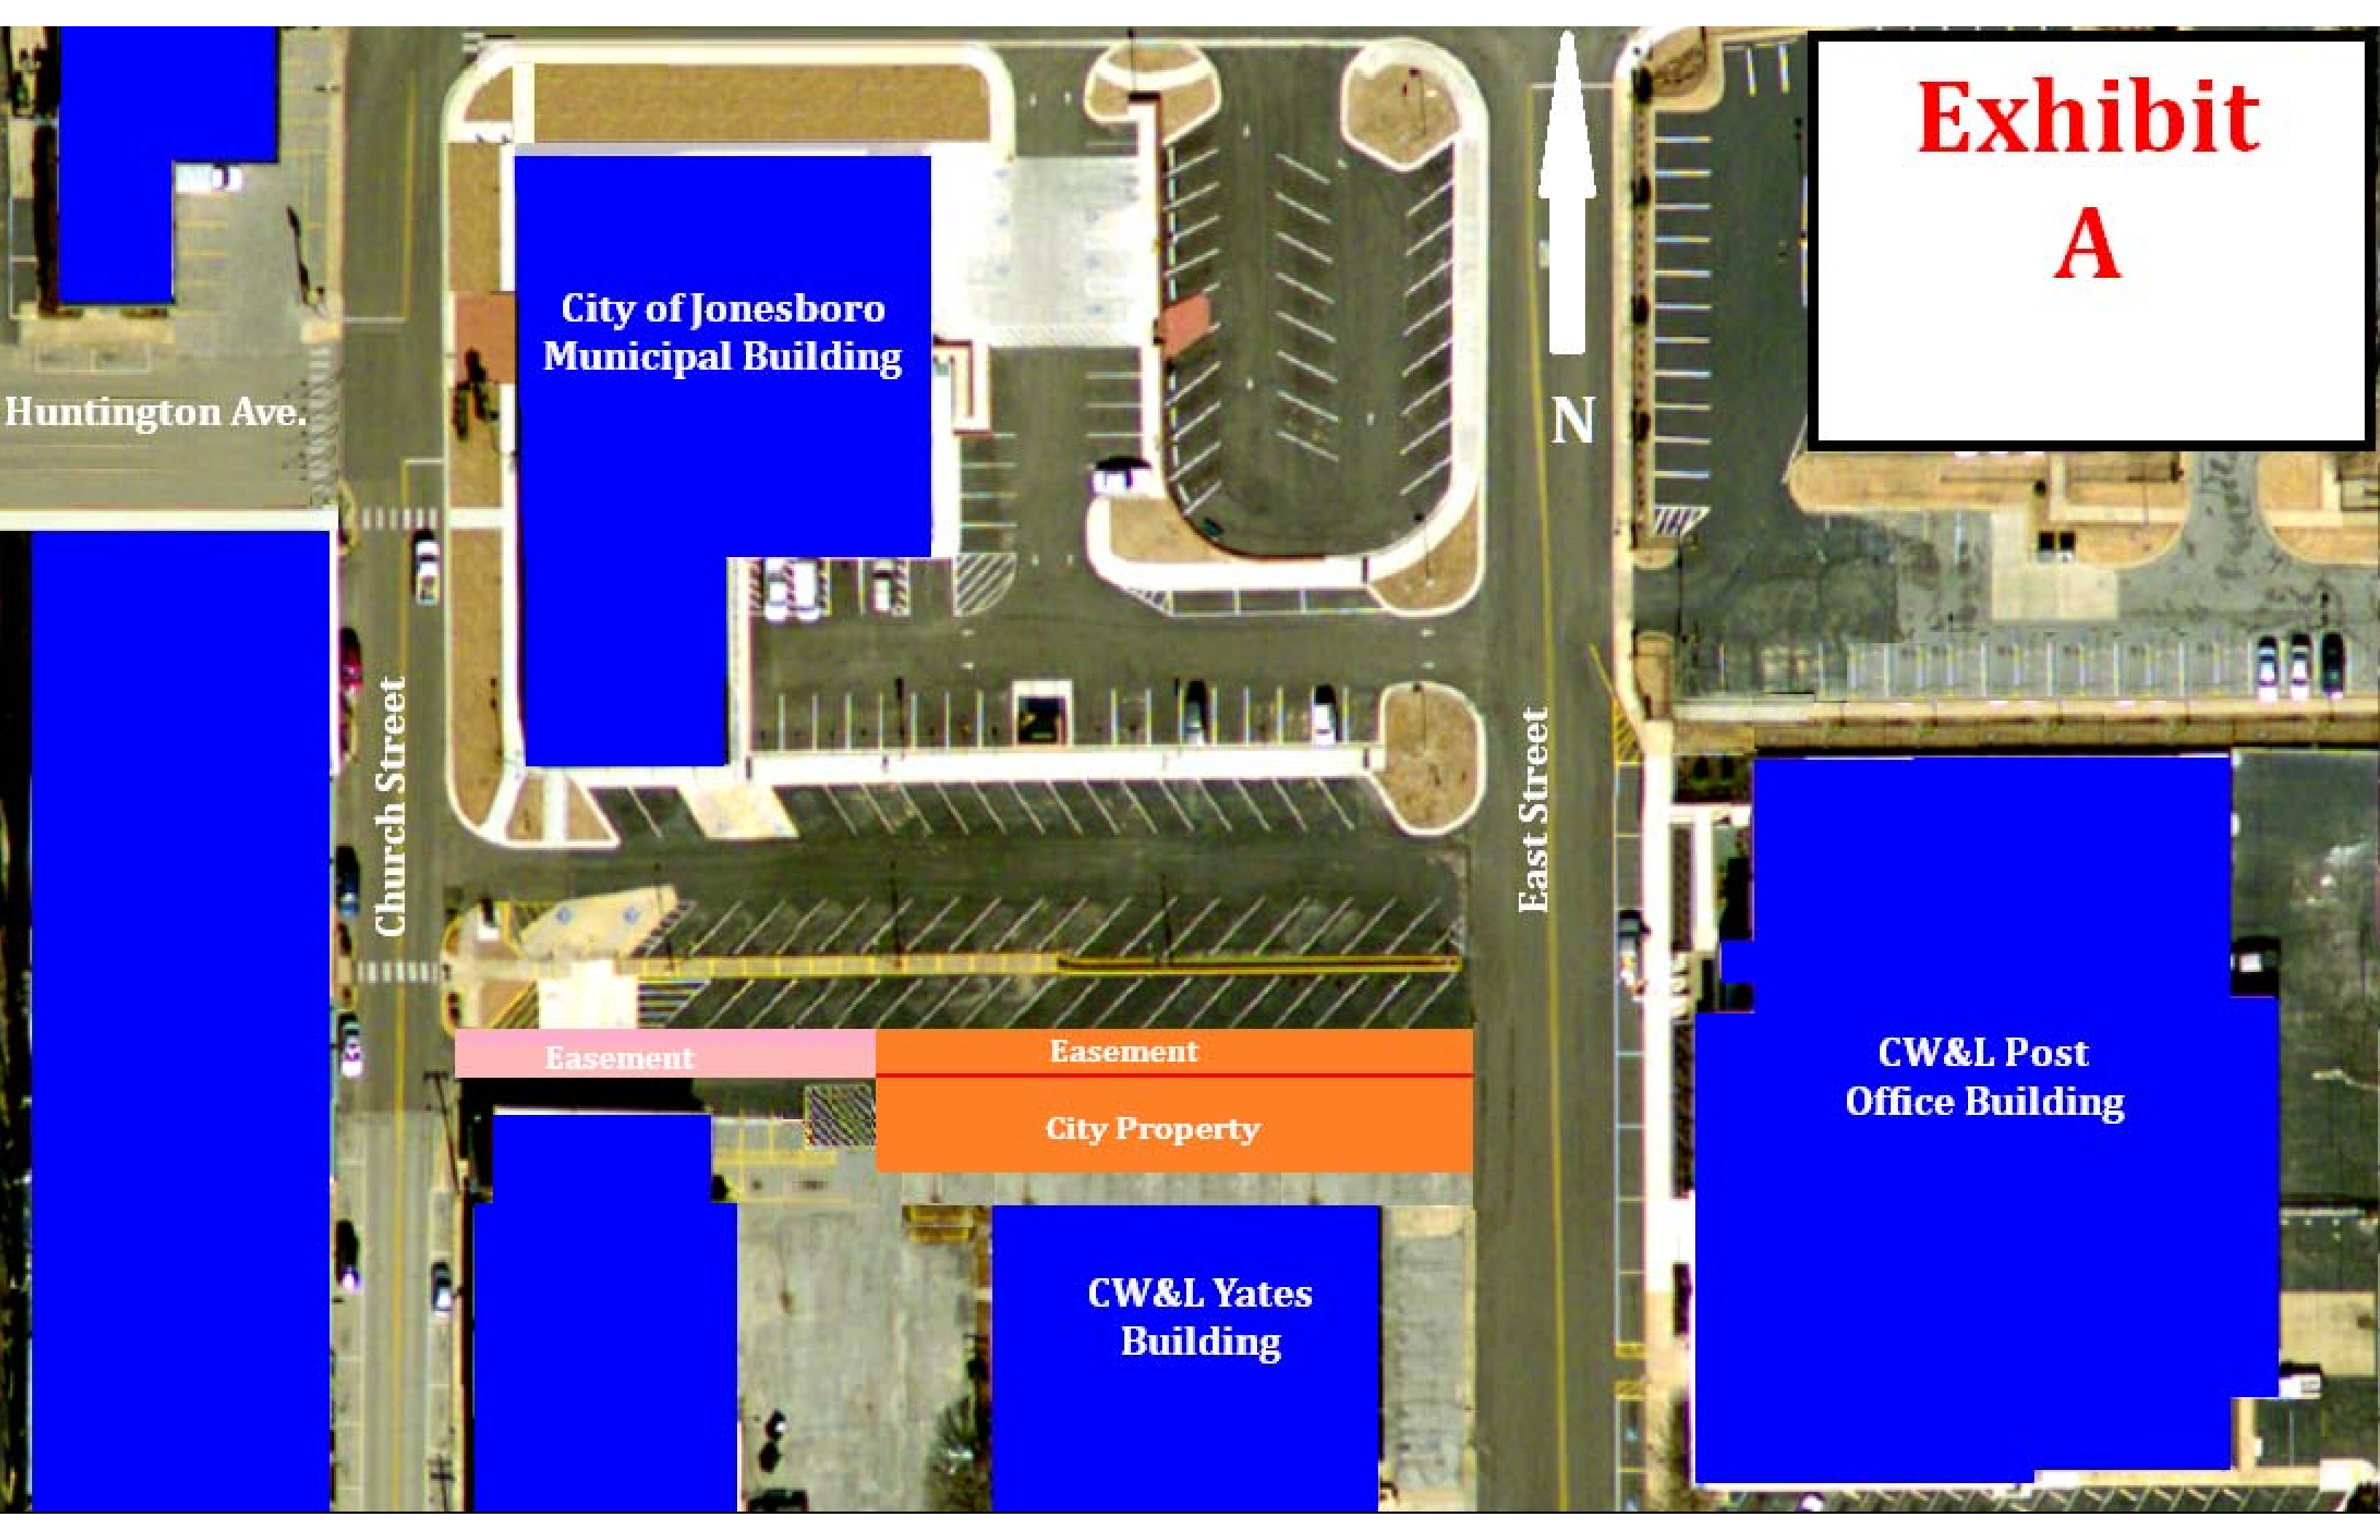 Exhibit
A
City of Jonesboro
Municipal Building
Huntington Ave.
N
Church Street
East Street
Easement
Easement
City Property
CW&L Post
Office Building
CW&L Yates
Building